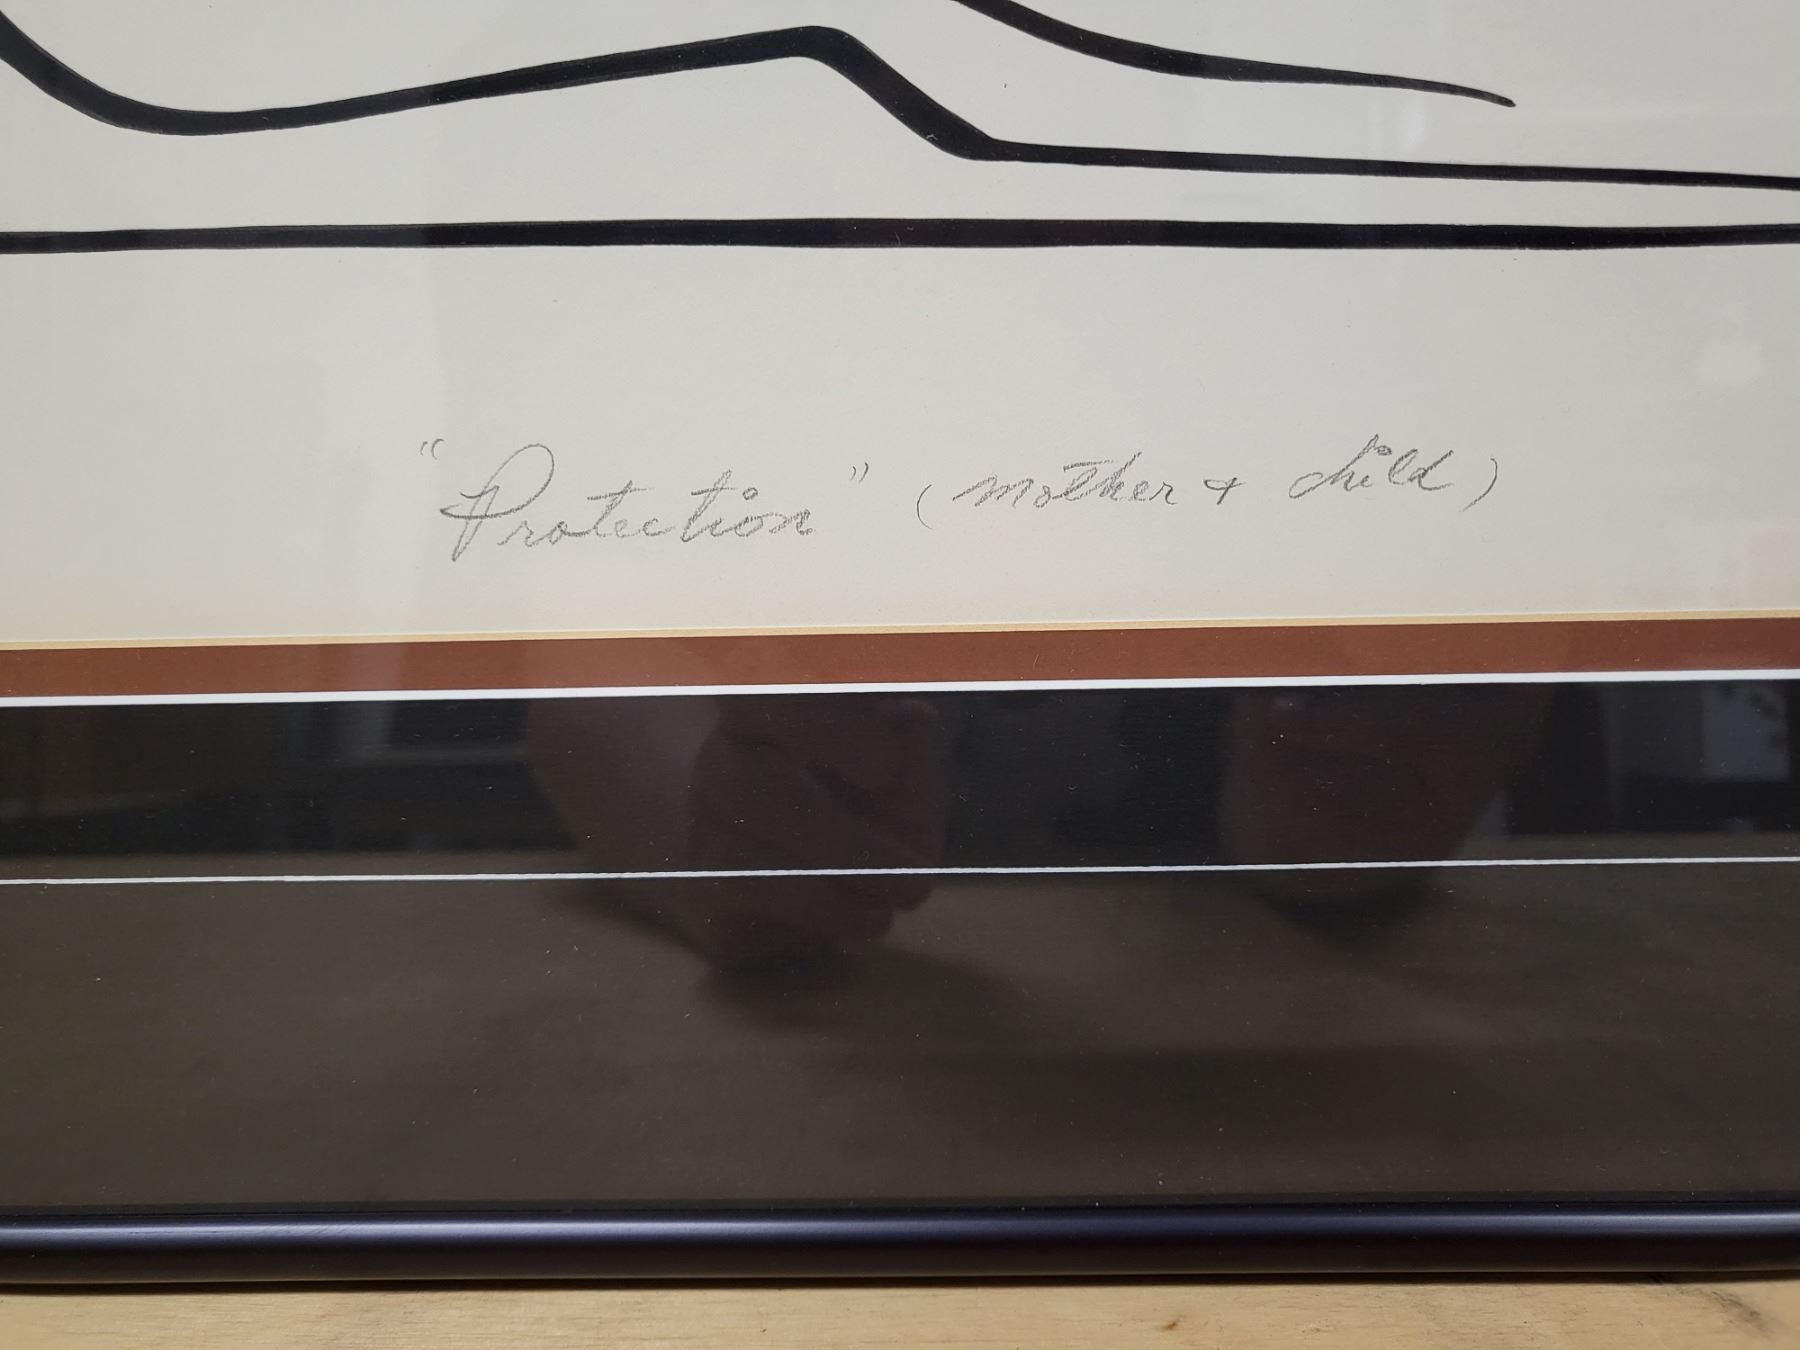 "Protection" (mother & child)